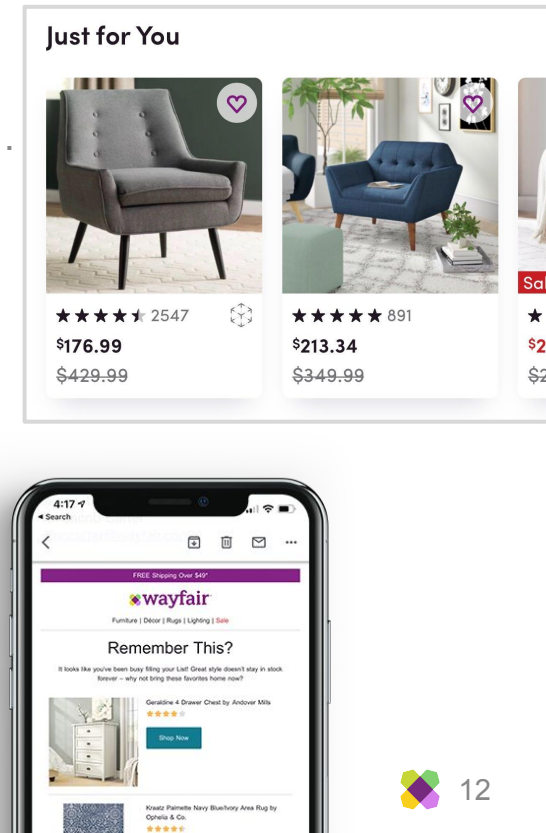 Just for You
2547
891
Sal
$176.99
$213.34
$2
$429.99
$349.99
$2
4:17
Search
FREE Shipping Over $49*
wayfair
Furniture | Décor | Rugs | Lighting | Sale
Remember This?
It looks like you've been busy filling your List! Great style doesn't stay in stock
forever – why not bring these favorites home now?
Geraldine 4 Drawer Chest by Andover Mills
Shop Now
Kreatz Palmette Navy Blue/Ivory Area Rug by
Ophelia & Co.
12